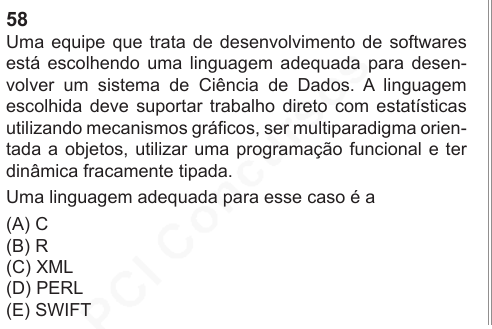 58
Uma equipe que trata de desenvolvimento de softwares
está escolhendo uma linguagem adequada para desen-
volver um sistema de Ciência de Dados. A linguagem
escolhida deve suportar trabalho direto com estatísticas
utilizando mecanismos gráficos, ser multiparadigma orien-
tada a objetos, utilizar uma programação funcional e ter
dinâmica fracamente tipada.
Uma linguagem adequada para esse caso é a
(A) C
(B) R
(C) XML
(D) PERL
(E) SWIFT